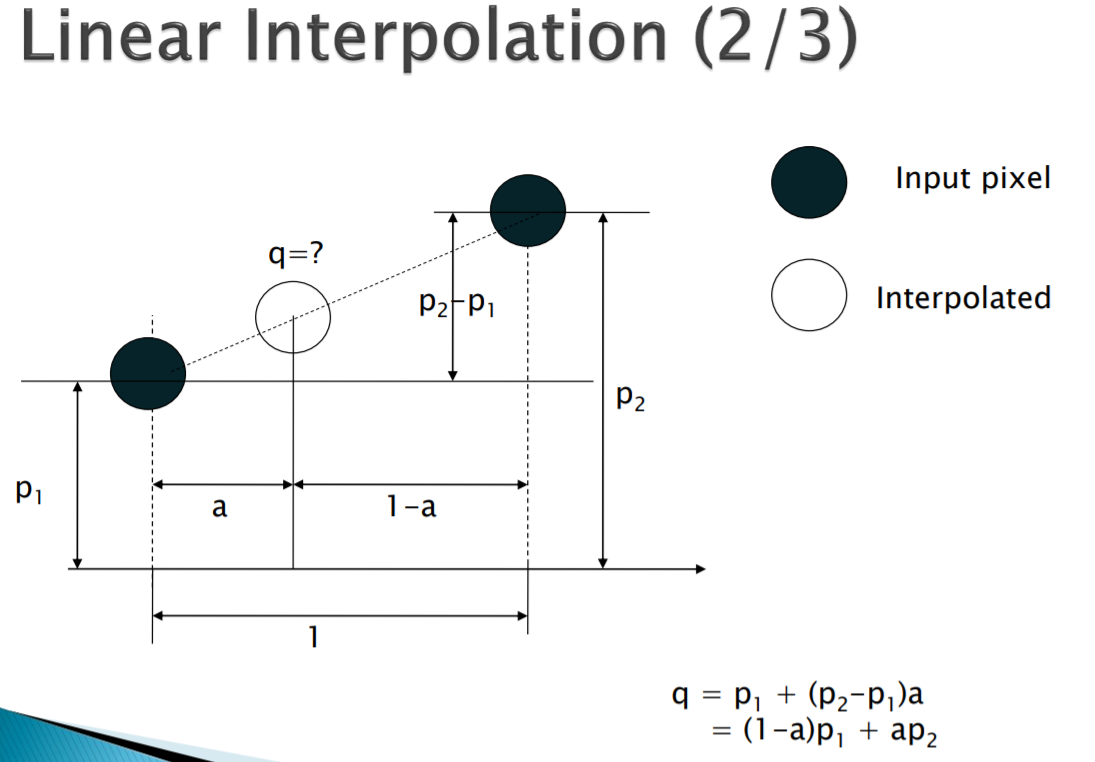 Linear Interpolation (2/3)
Input pixel
q=?
Interpolated
p₂-p₁
p₂
p₁
a
1-a
1
q = p₁ + (p₂-p₁)a
= (1-a)p₁ + ap₂